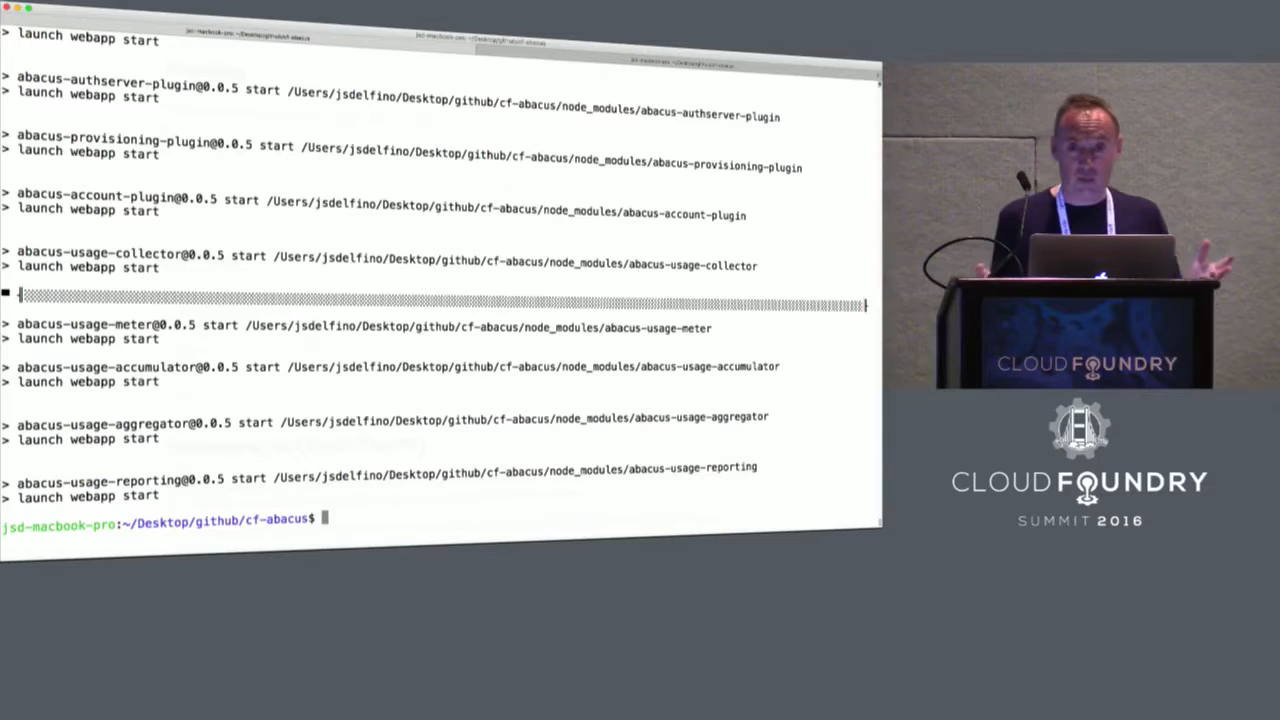 jsd-macbook-pro: ~/Desktop/github/cf-abacus
> launch webapp start
> abacus-authserver-plugin@0.0.5 start /Users/jsdelfino/Desktop/github/cf-abacus/node_modules/abacus-authserver-plugin
> launch webapp start
> abacus-provisioning-plugin@0.0.5 start /Users/jsdelfino/Desktop/github/cf-abacus/node_modules/abacus-provisioning-plugin
> launch webapp start
> abacus-account-plugin@0.0.5 start /Users/jsdelfino/Desktop/github/cf-abacus/node_modules/abacus-account-plugin
> launch webapp start
> abacus-usage-collector@0.0.5 start /Users/jsdelfino/Desktop/github/cf-abacus/node_modules/abacus-usage-collector
> launch webapp start
> abacus-usage-meter@0.0.5 start /Users/jsdelfino/Desktop/github/cf-abacus/node_modules/abacus-usage-meter
> launch webapp start
> abacus-usage-accumulator@0.0.5 start /Users/jsdelfino/Desktop/github/cf-abacus/node_modules/abacus-usage-accumulator
> launch webapp start
> abacus-usage-aggregator@0.0.5 start /Users/jsdelfino/Desktop/github/cf-abacus/node_modules/abacus-usage-aggregator
> launch webapp start
> abacus-usage-reporting@0.0.5 start /Users/jsdelfino/Desktop/github/cf-abacus/node_modules/abacus-usage-reporting
> launch webapp start
jsd-macbook-pro:~/Desktop/github/cf-abacus$
CLOUD FOUNDRY
CLOUD FOUNDRY
SUMMIT 2016